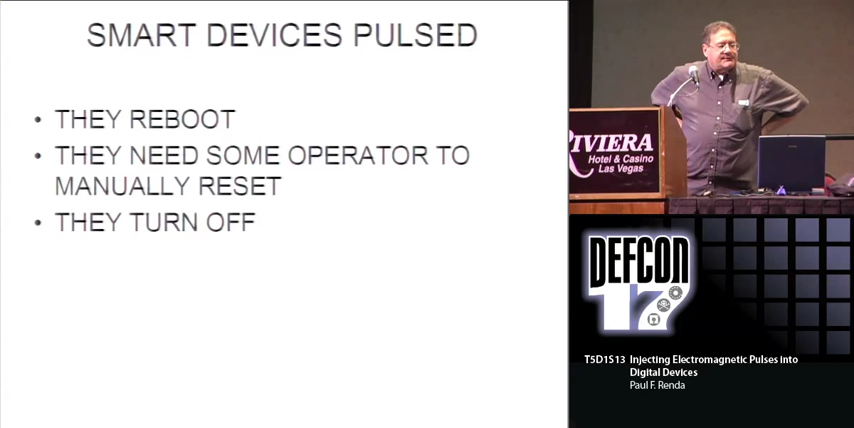 SMART DEVICES PULSED
• THEY REBOOT
• THEY NEED SOME OPERATOR TO
MANUALLY RESET
• THEY TURN OFF
RIVIERA
Hotel & Casino
Las Vegas
DEFCON
17
T5D1S13 Injecting Electromagnetic Pulses into
Digital Devices
Paul F. Renda